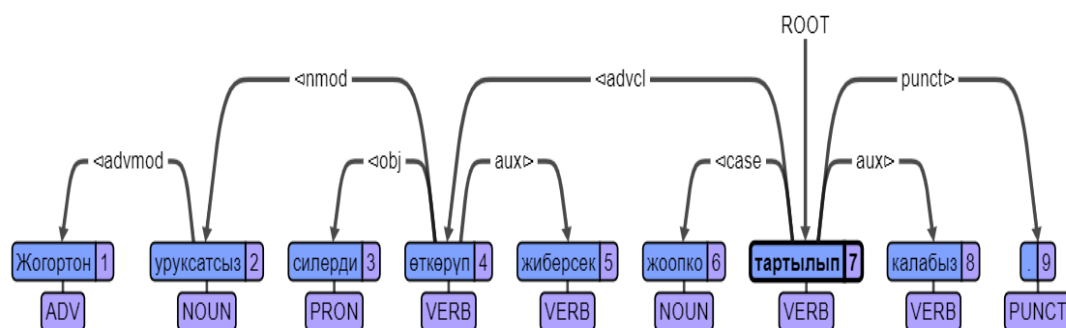 ROOT
<nmod <advcl punct>
<advmod <obj aux> <case aux>
Жогортон 1 уруксатсыз 2 силерди 3 өткөрүп 4 жиберсек 5 жоопко 6 тартылып 7 калабыз 8 . 9
ADV NOUN PRON VERB VERB NOUN VERB VERB PUNCT